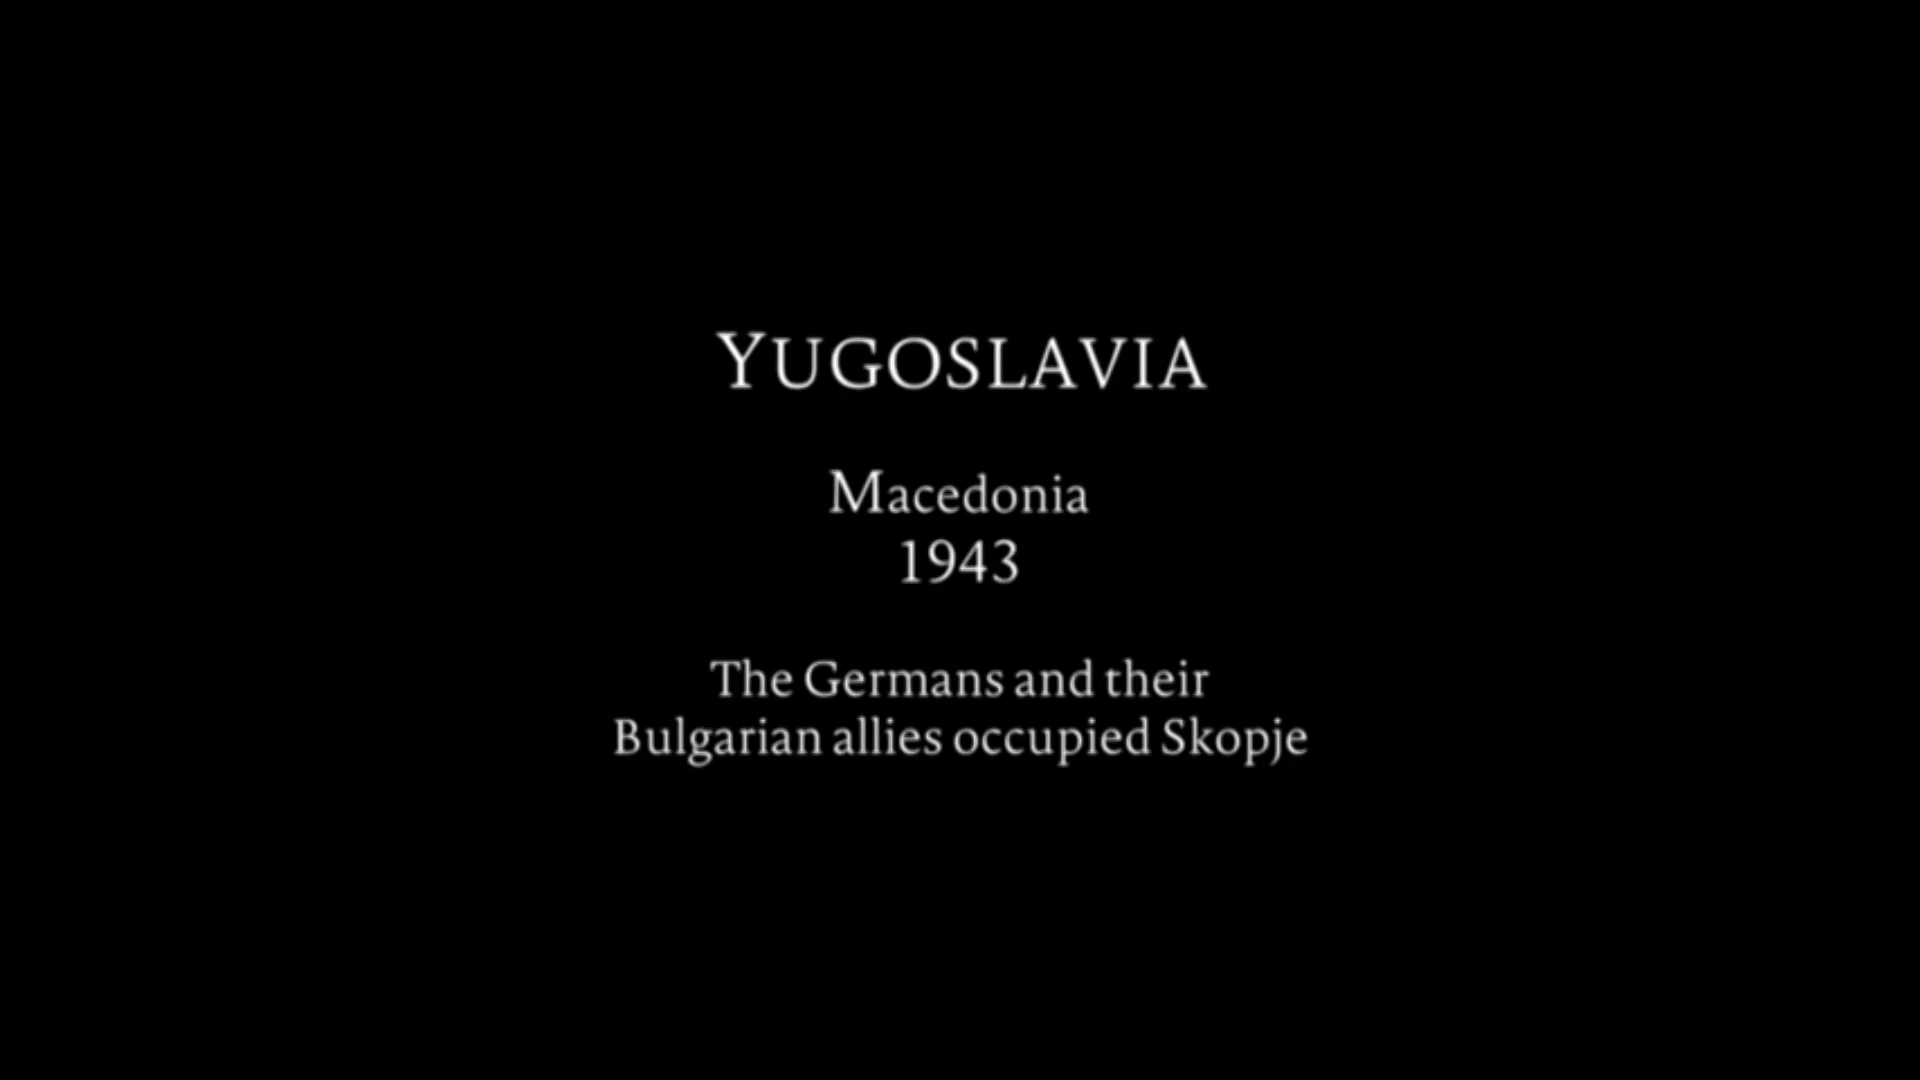 YUGOSLAVIA
Macedonia
1943
The Germans and their
Bulgarian allies occupied Skopje